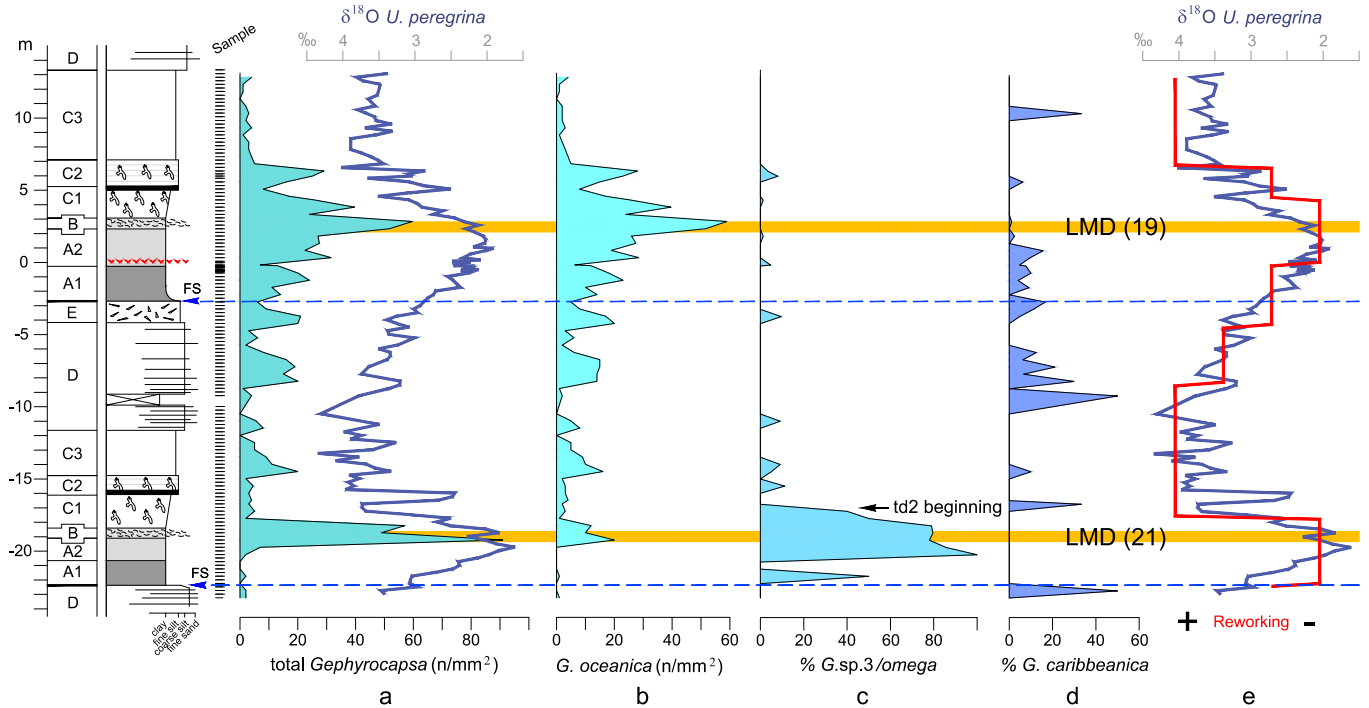 δ18O U. peregrina
δ18O U. peregrina
m
Sample
‰ 4 3 2
‰ 4 3 2
D
C3
10
C2
5
C1
B
LMD (19)
A2
0
A1
FS
E
-5
D
-10
C3
C2
-15
C1
td2 beginning
B
LMD (21)
A2
-20
A1
FS
D
clay
fine silt
coarse silt
fine sand
0 20 40 60 80 100
0 20 40 60
0 20 40 60 80
0 20 40 60
+ Reworking -
total Gephyrocapsa (n/mm2)
G. oceanica (n/mm2)
% G.sp.3/omega
% G. caribbeanica
a b c d e